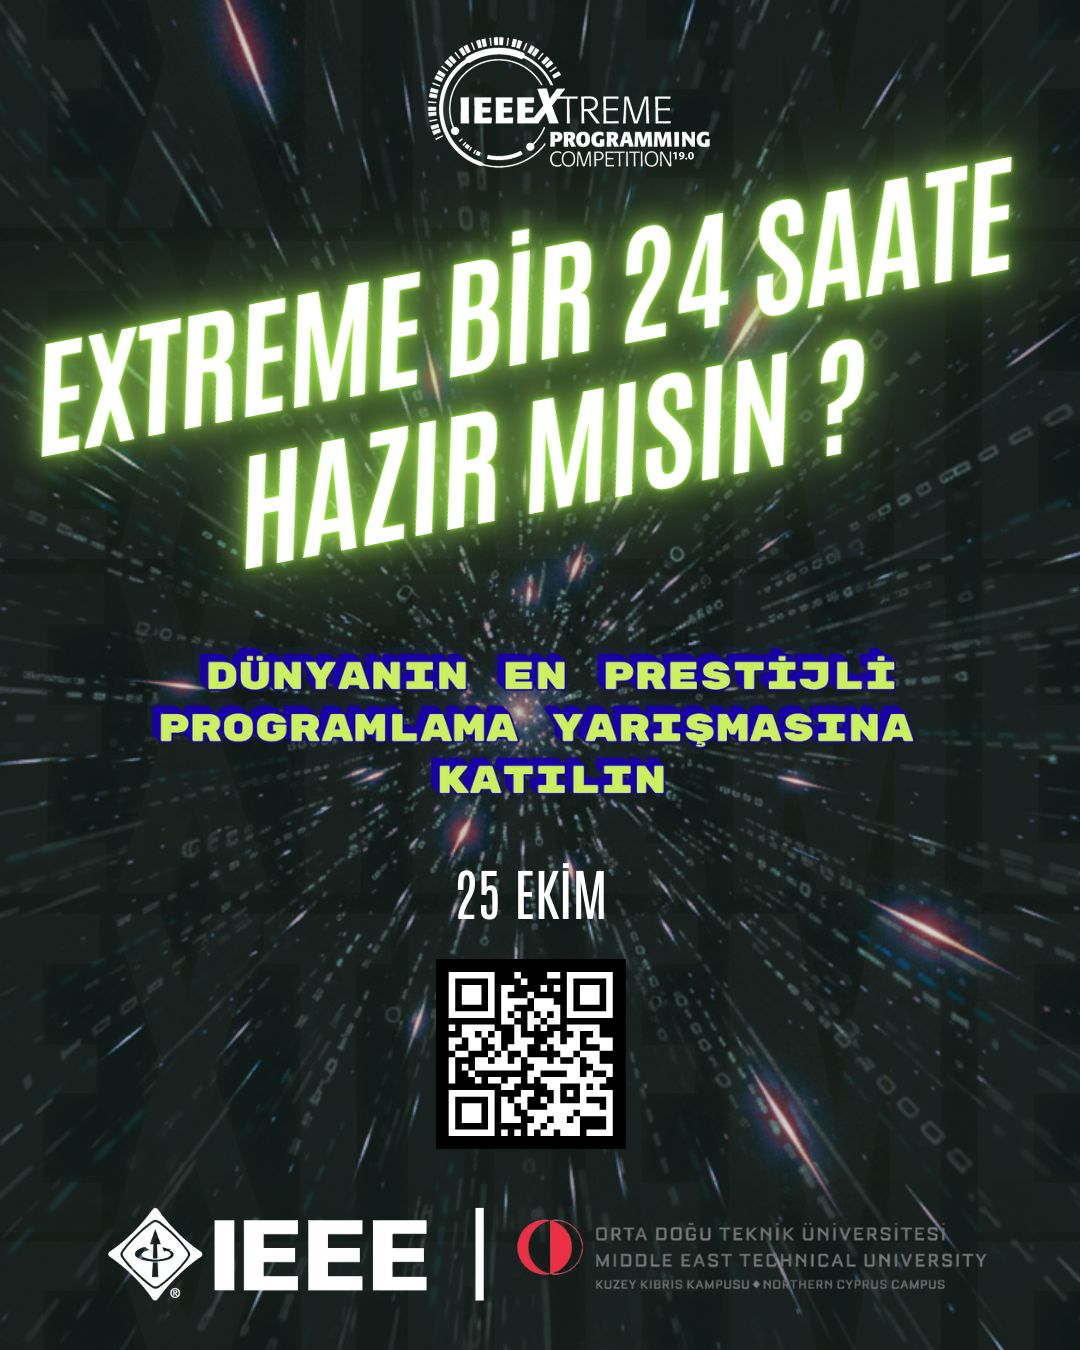 IEEEXTREME
PROGRAMMING
COMPETITION19.0
EXTREME BİR 24 SAATE
HAZIR MISIN ?
DÜNYANIN EN PRESTİJLİ
PROGRAMLAMA YARIŞMASINA
KATILIN
25 EKİM
IEEE
®
ORTA DOĞU TEKNİK ÜNİVERSİTESİ
MIDDLE EAST TECHNICAL UNIVERSITY
KUZEY KIBRIS KAMPUSU ◆ NORTHERN CYPRUS CAMPUS